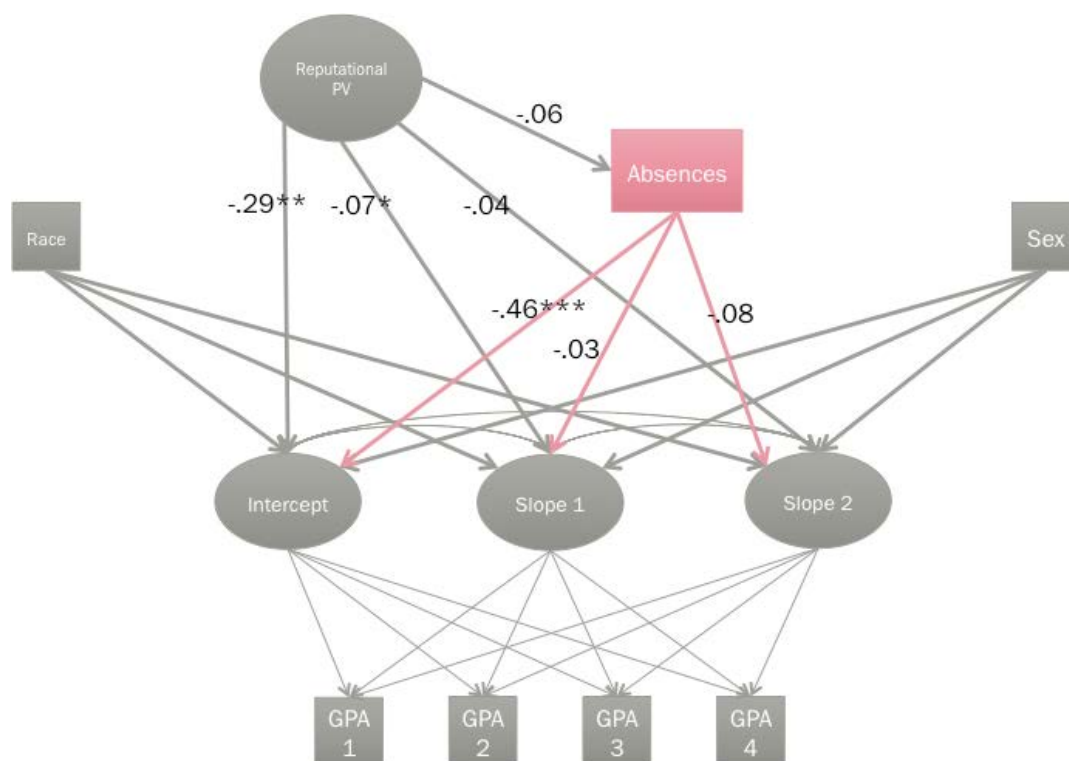 Reputational
PV
-.06
Absences
-.29**
-.07*
-.04
Race
Sex
-.46***
-.03
-.08
Intercept
Slope 1
Slope 2
GPA
1
GPA
2
GPA
3
GPA
4